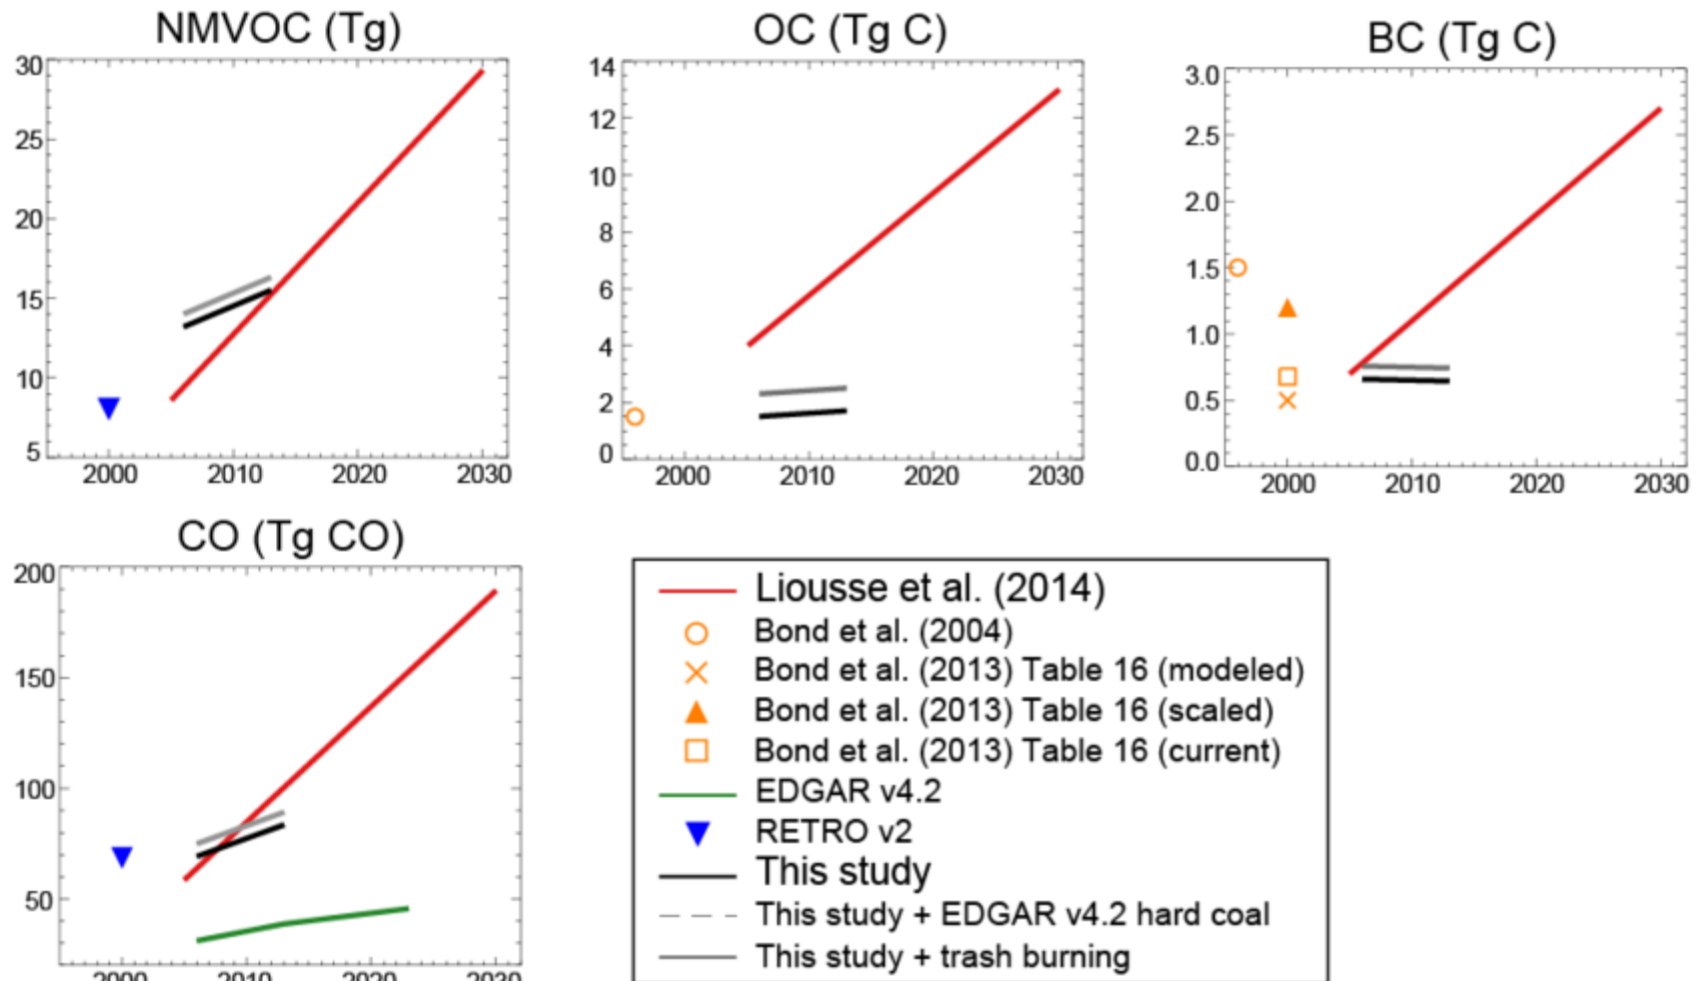 NMVOC (Tg)
30
25
20
15
10
5
2000 2010 2020 2030
OC (Tg C)
14
12
10
8
6
4
2
0
2000 2010 2020 2030
BC (Tg C)
3.0
2.5
2.0
1.5
1.0
0.5
0.0
2000 2010 2020 2030
CO (Tg CO)
200
150
100
50
2000 2010 2020 2030
Liousse et al. (2014)
Bond et al. (2004)
Bond et al. (2013) Table 16 (modeled)
Bond et al. (2013) Table 16 (scaled)
Bond et al. (2013) Table 16 (current)
EDGAR v4.2
RETRO v2
This study
This study + EDGAR v4.2 hard coal
This study + trash burning